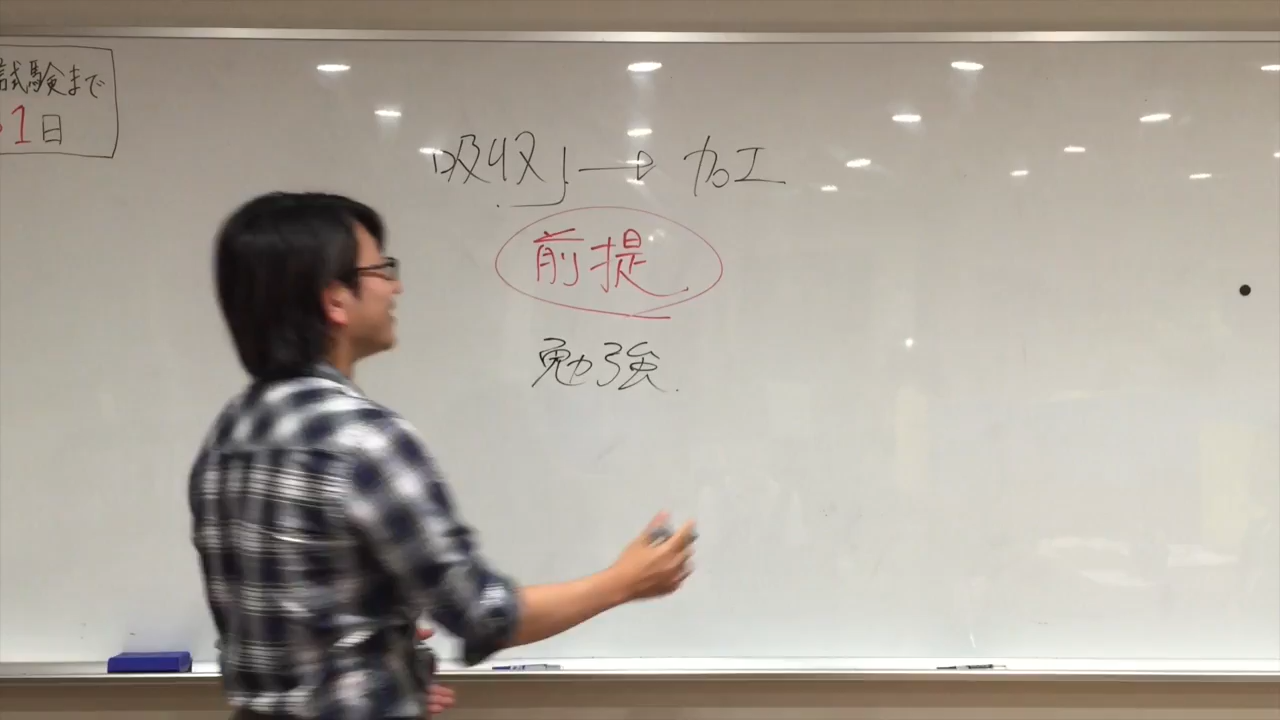 試験まで
1日
吸収 → 加工
前提
勉強